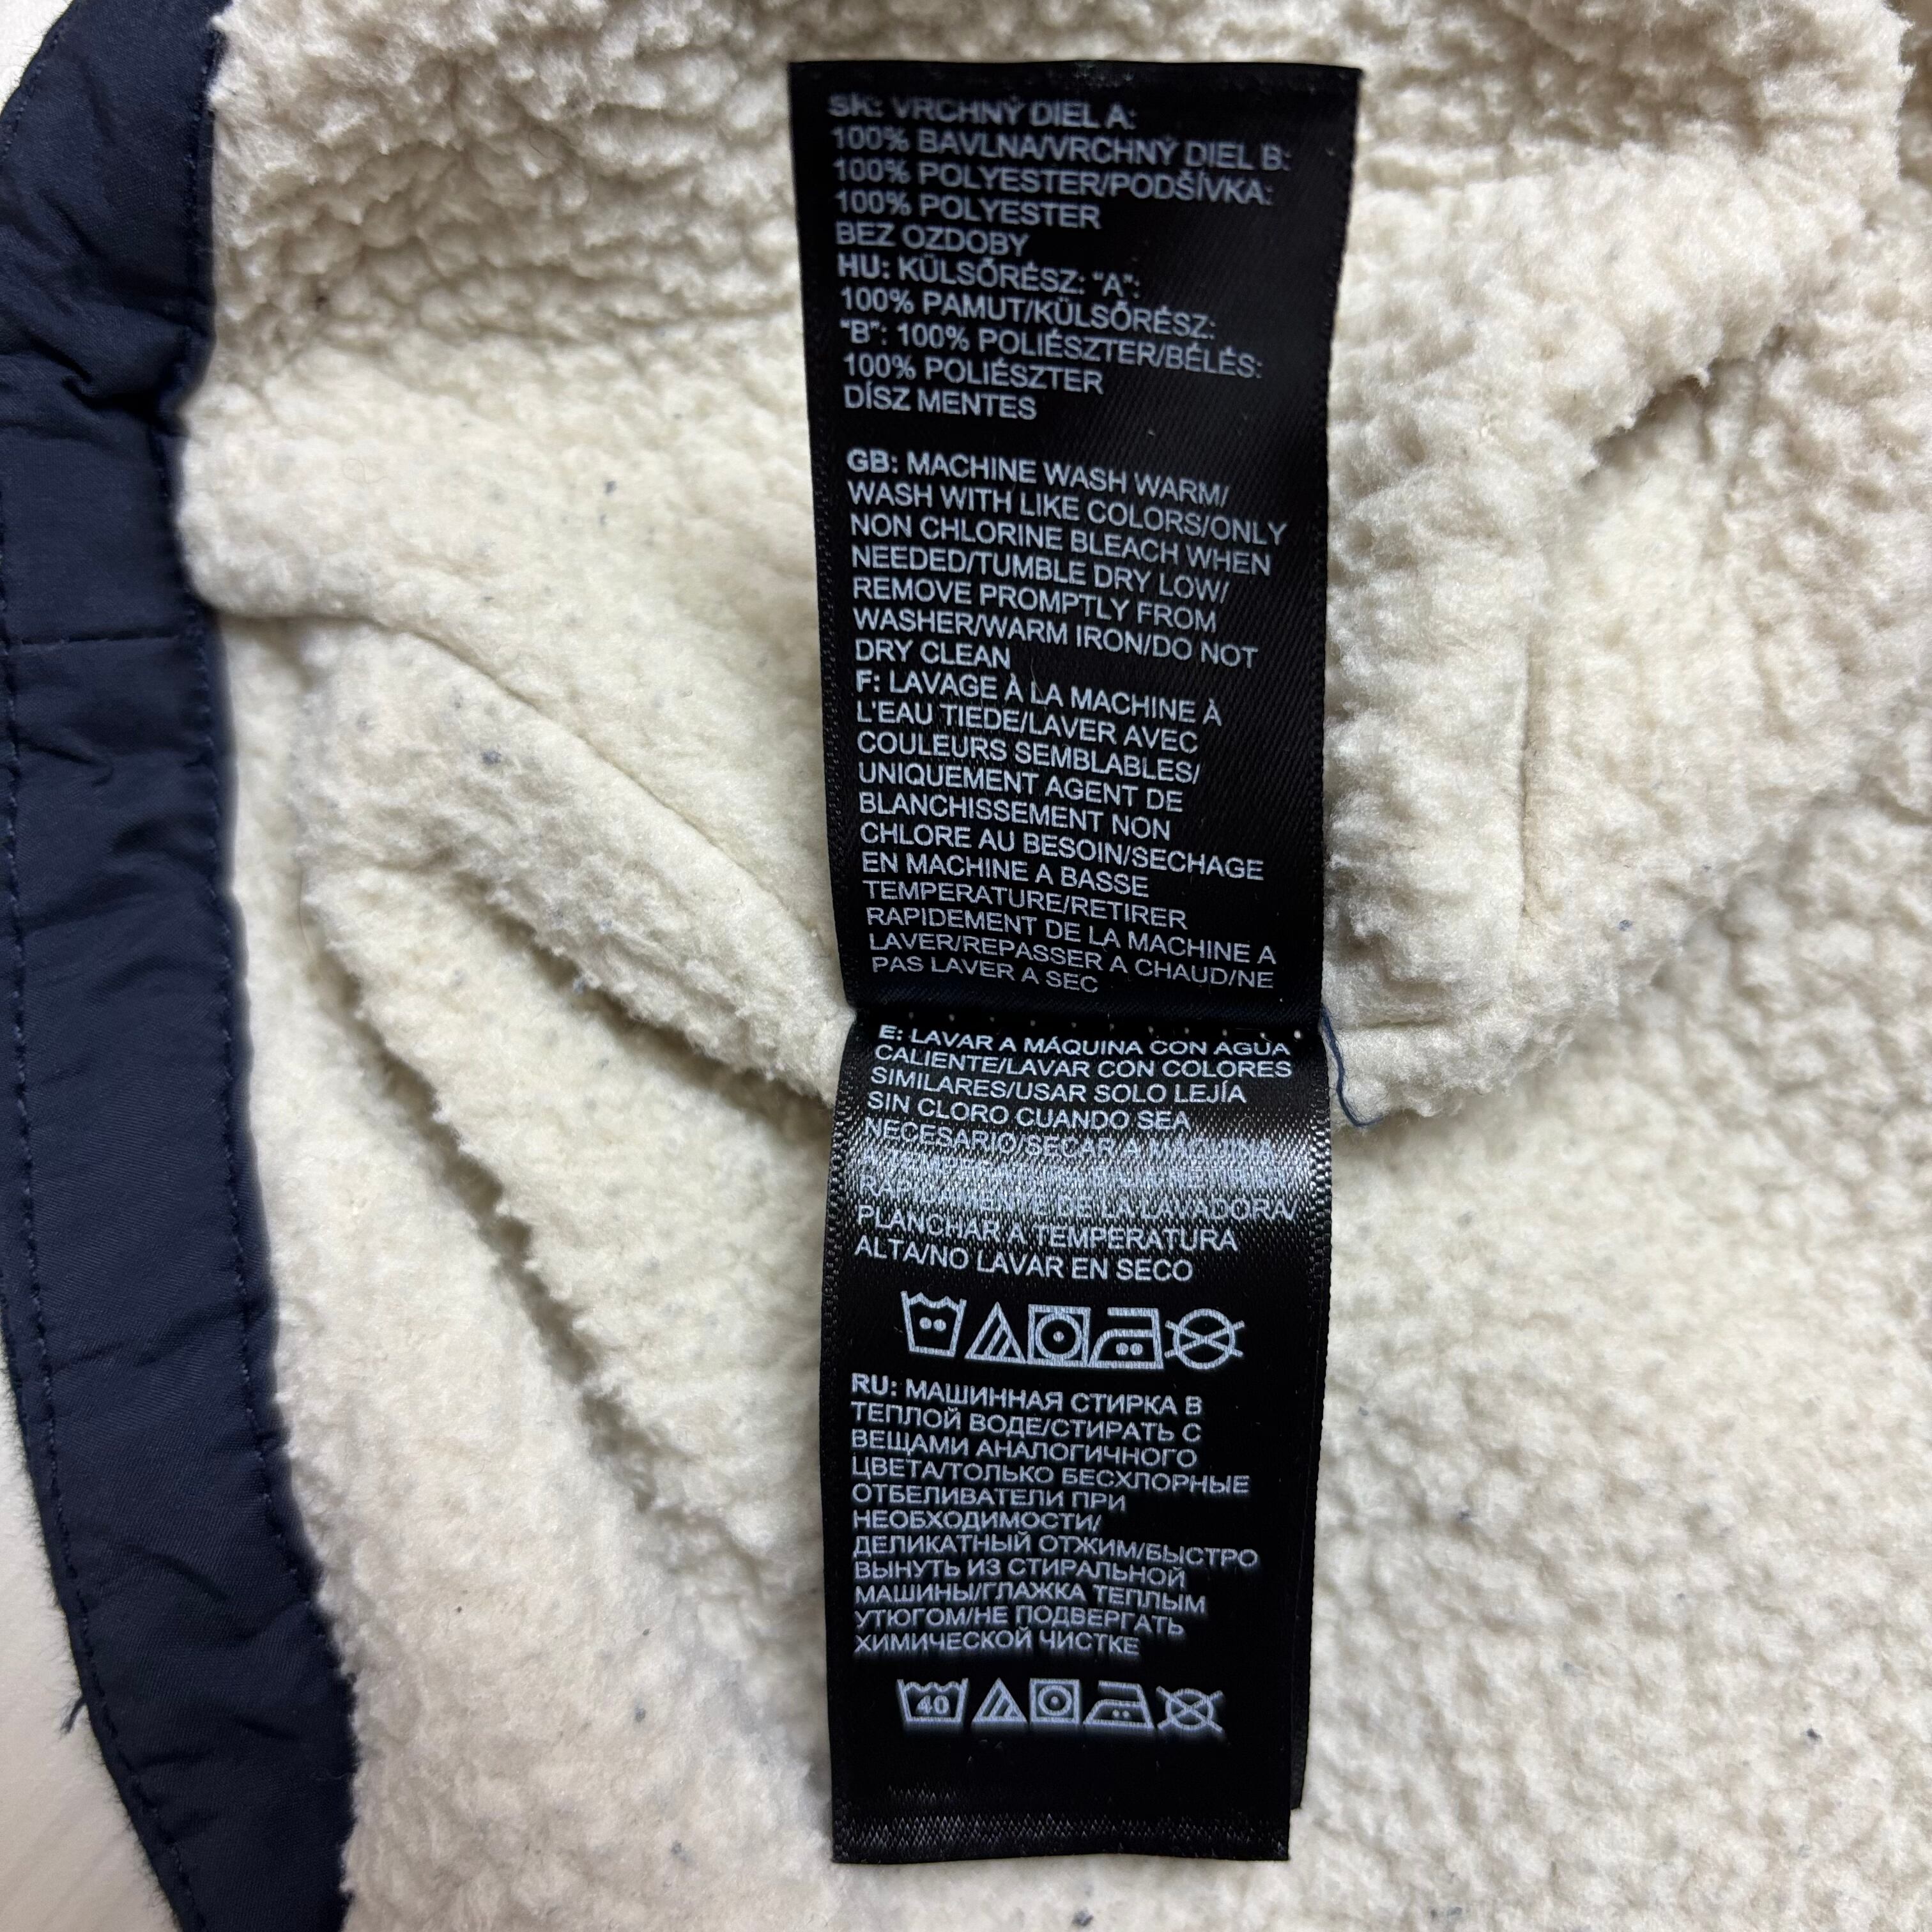 SK: VRCHNÝ DIEL A:
100% BAVLNA/VRCHNÝ DIEL B:
100% POLYESTER/PODŠÍVKA:
100% POLYESTER
BEZ OZDOBY
HU: KÜLSŐRÉSZ: "A":
100% PAMUT/KÜLSŐRÉSZ:
"B": 100% POLIÉSZTER/BÉLÉS:
100% POLIÉSZTER
DÍSZ MENTES
GB: MACHINE WASH WARM/
WASH WITH LIKE COLORS/ONLY
NON CHLORINE BLEACH WHEN
NEEDED/TUMBLE DRY LOW/
REMOVE PROMPTLY FROM
WASHER/WARM IRON/DO NOT
DRY CLEAN
F: LAVAGE À LA MACHINE À
L'EAU TIEDE/LAVER AVEC
COULEURS SEMBLABLES/
UNIQUEMENT AGENT DE
BLANCHISSEMENT NON
CHLORE AU BESOIN/SECHAGE
EN MACHINE A BASSE
TEMPERATURE/RETIRER
RAPIDEMENT DE LA MACHINE A
LAVER/REPASSER A CHAUD/NE
PAS LAVER A SEC
E: LAVAR A MÁQUINA CON AGUA
CALIENTE/LAVAR CON COLORES
SIMILARES/USAR SOLO LEJÍA
SIN CLORO CUANDO SEA
NECESARIO/SECAR A MÁQUINA
DE LA LAVADORA/
PLANCHAR A TEMPERATURA
ALTA/NO LAVAR EN SECO
RU: МАШИННАЯ СТИРКА В
ТЕПЛОЙ ВОДЕ/СТИРАТЬ С
ВЕЩАМИ АНАЛОГИЧНОГО
ЦВЕТА/ТОЛЬКО БЕСХЛОРНЫЕ
ОТБЕЛИВАТЕЛИ ПРИ
НЕОБХОДИМОСТИ/
ДЕЛИКАТНЫЙ ОТЖИМ/БЫСТРО
ВЫНУТЬ ИЗ СТИРАЛЬНОЙ
МАШИНЫ/ГЛАЖКА ТЕПЛЫМ
УТЮГОМ/НЕ ПОДВЕРГАТЬ
ХИМИЧЕСКОЙ ЧИСТКЕ
40